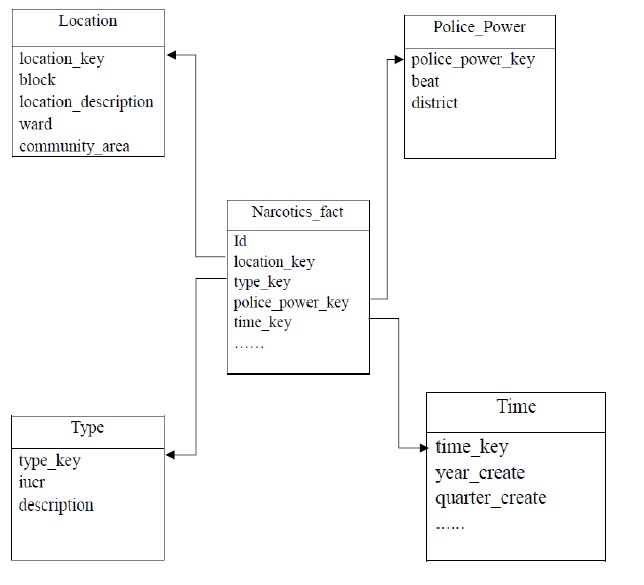 Location
location_key
block
location_description
ward
community_area
Police_Power
police_power_key
beat
district
Narcotics_fact
Id
location_key
type_key
police_power_key
time_key
......
Type
type_key
iucr
description
Time
time_key
year_create
quarter_create
......